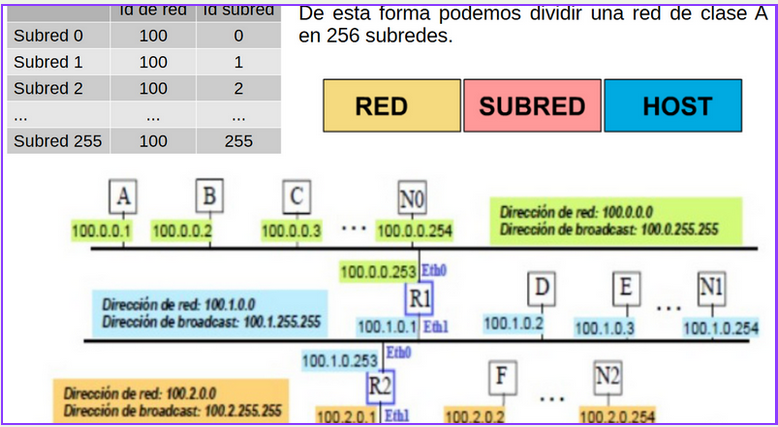 Id de red Id subred
Subred 0 100 0
Subred 1 100 1
Subred 2 100 2
... ... ...
Subred 255 100 255
De esta forma podemos dividir una red de clase A
en 256 subredes.
RED SUBRED HOST
A B C N0
100.0.0.1 100.0.0.2 100.0.0.3 ... 100.0.0.254
Dirección de red: 100.0.0.0
Dirección de broadcast: 100.0.255.255
100.0.0.253 Eth0
R1
100.1.0.1 Eth1
Dirección de red: 100.1.0.0
Dirección de broadcast: 100.1.255.255
D E ... N1
100.1.0.2 100.1.0.3 100.1.0.254
100.1.0.253 Eth0
R2
100.2.0.1 Eth1
Dirección de red: 100.2.0.0
Dirección de broadcast: 100.2.255.255
F ... N2
100.2.0.2 100.2.0.254